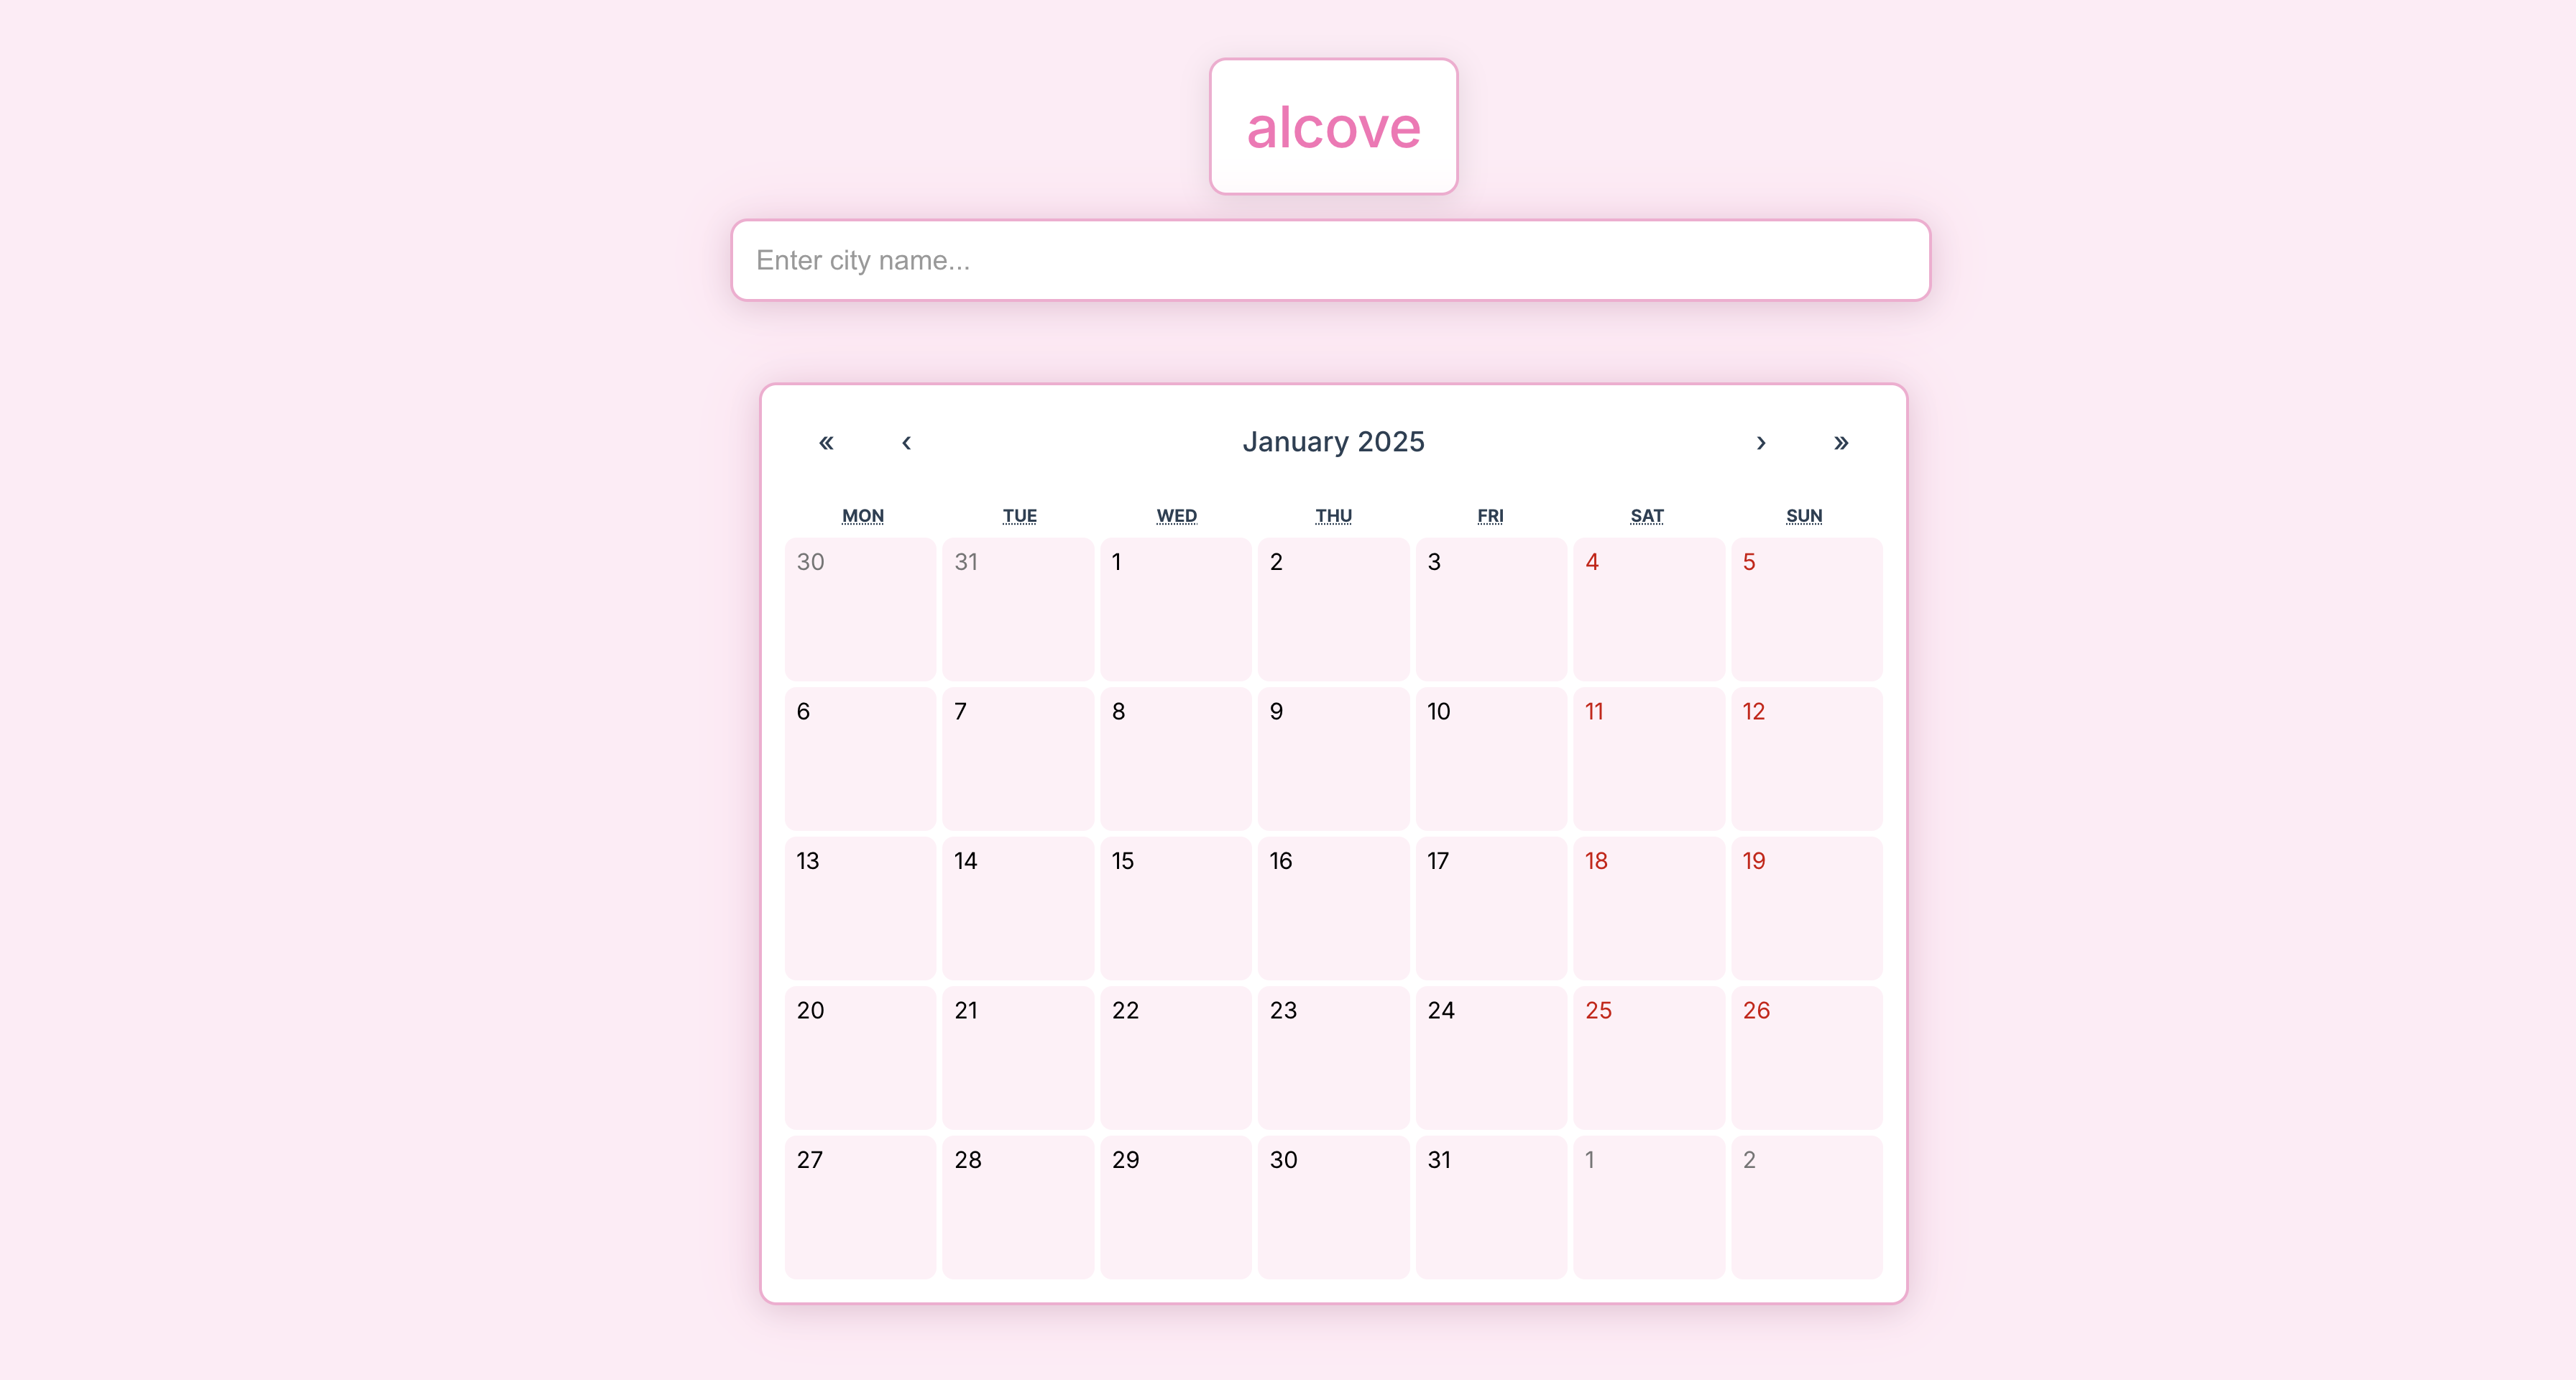 alcove
Enter city name...
« ‹ January 2025 › »
MON TUE WED THU FRI SAT SUN
30 31 1 2 3 4 5
6 7 8 9 10 11 12
13 14 15 16 17 18 19
20 21 22 23 24 25 26
27 28 29 30 31 1 2